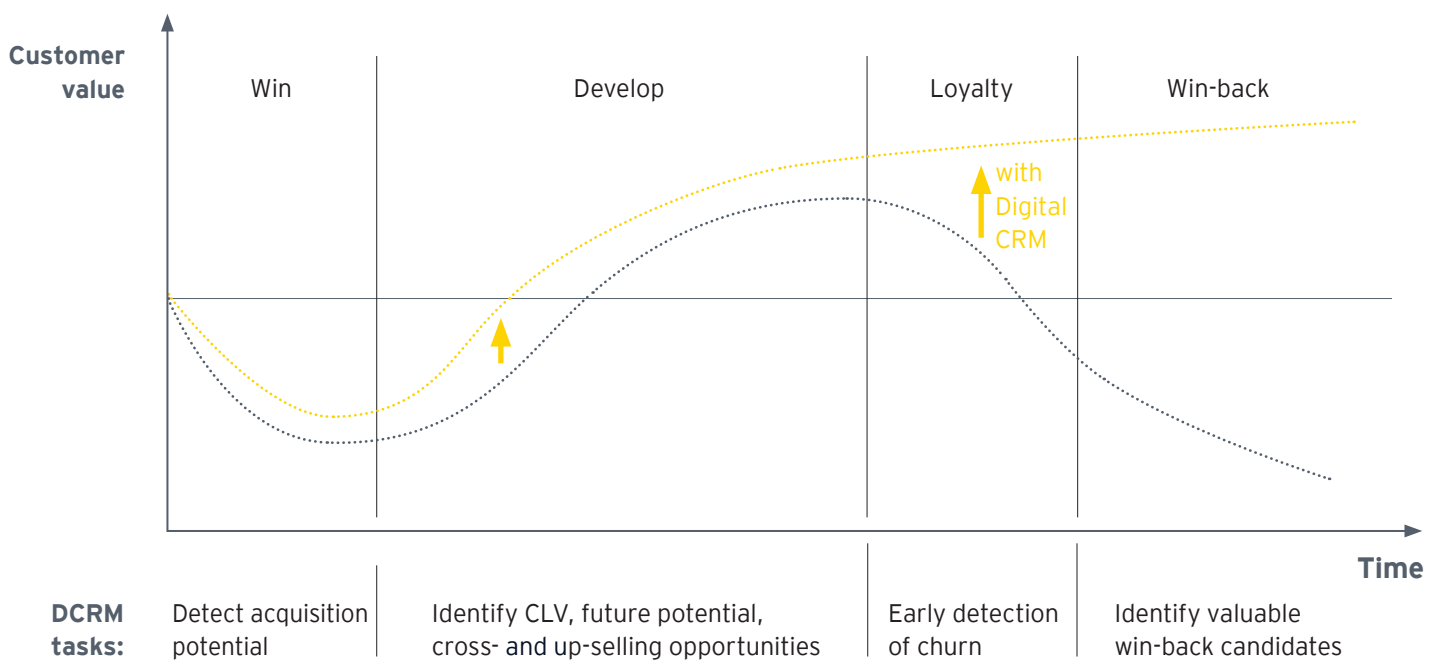 Customer
value
Win
Develop
Loyalty
Win-back
with
Digital
CRM
Time
DCRM
tasks:
Detect acquisition
potential
Identify CLV, future potential,
cross- and up-selling opportunities
Early detection
of churn
Identify valuable
win-back candidates